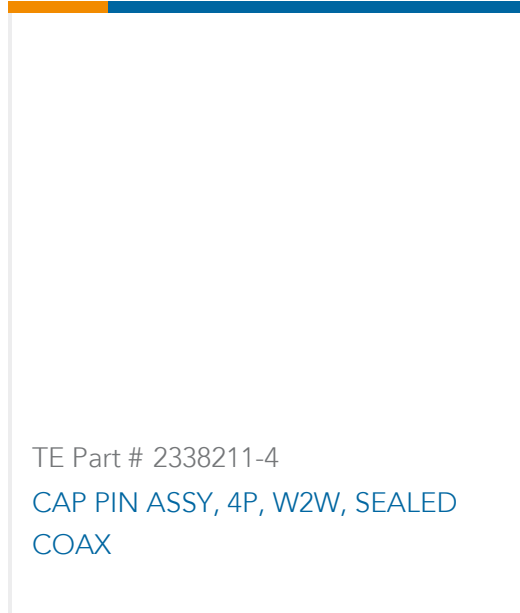 TE Part # 2338211-4
CAP PIN ASSY, 4P, W2W, SEALED
COAX